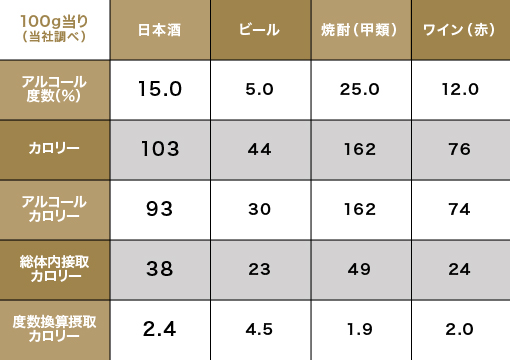 100g当り 日本酒 ビール 焼酎（甲類） ワイン（赤）
（当社調べ）
アルコール
度数(%) 15.0 5.0 25.0 12.0
カロリー 103 44 162 76
アルコール
カロリー 93 30 162 74
総体内接取
カロリー 38 23 49 24
度数換算摂取
カロリー 2.4 4.5 1.9 2.0